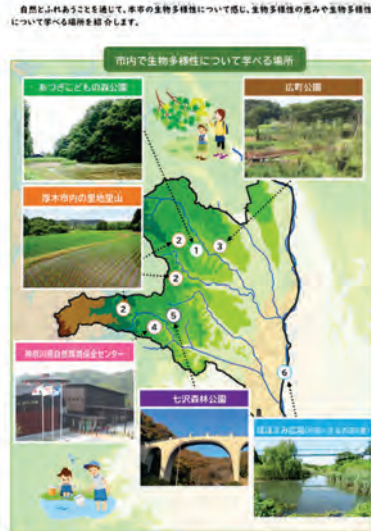 自然とふれあうことを通じて、本市の生物多様性について感じ、生物多様性の恵みや生物多様性
について学べる場所を紹介します。
市内で生物多様性について学べる場所
あつぎこどもの森公園
広町公園
厚木市内の里地里山
2
1
3
2
2
5
4
神奈川県自然環境保全センター
6
七沢森林公園
ほほえみ広場